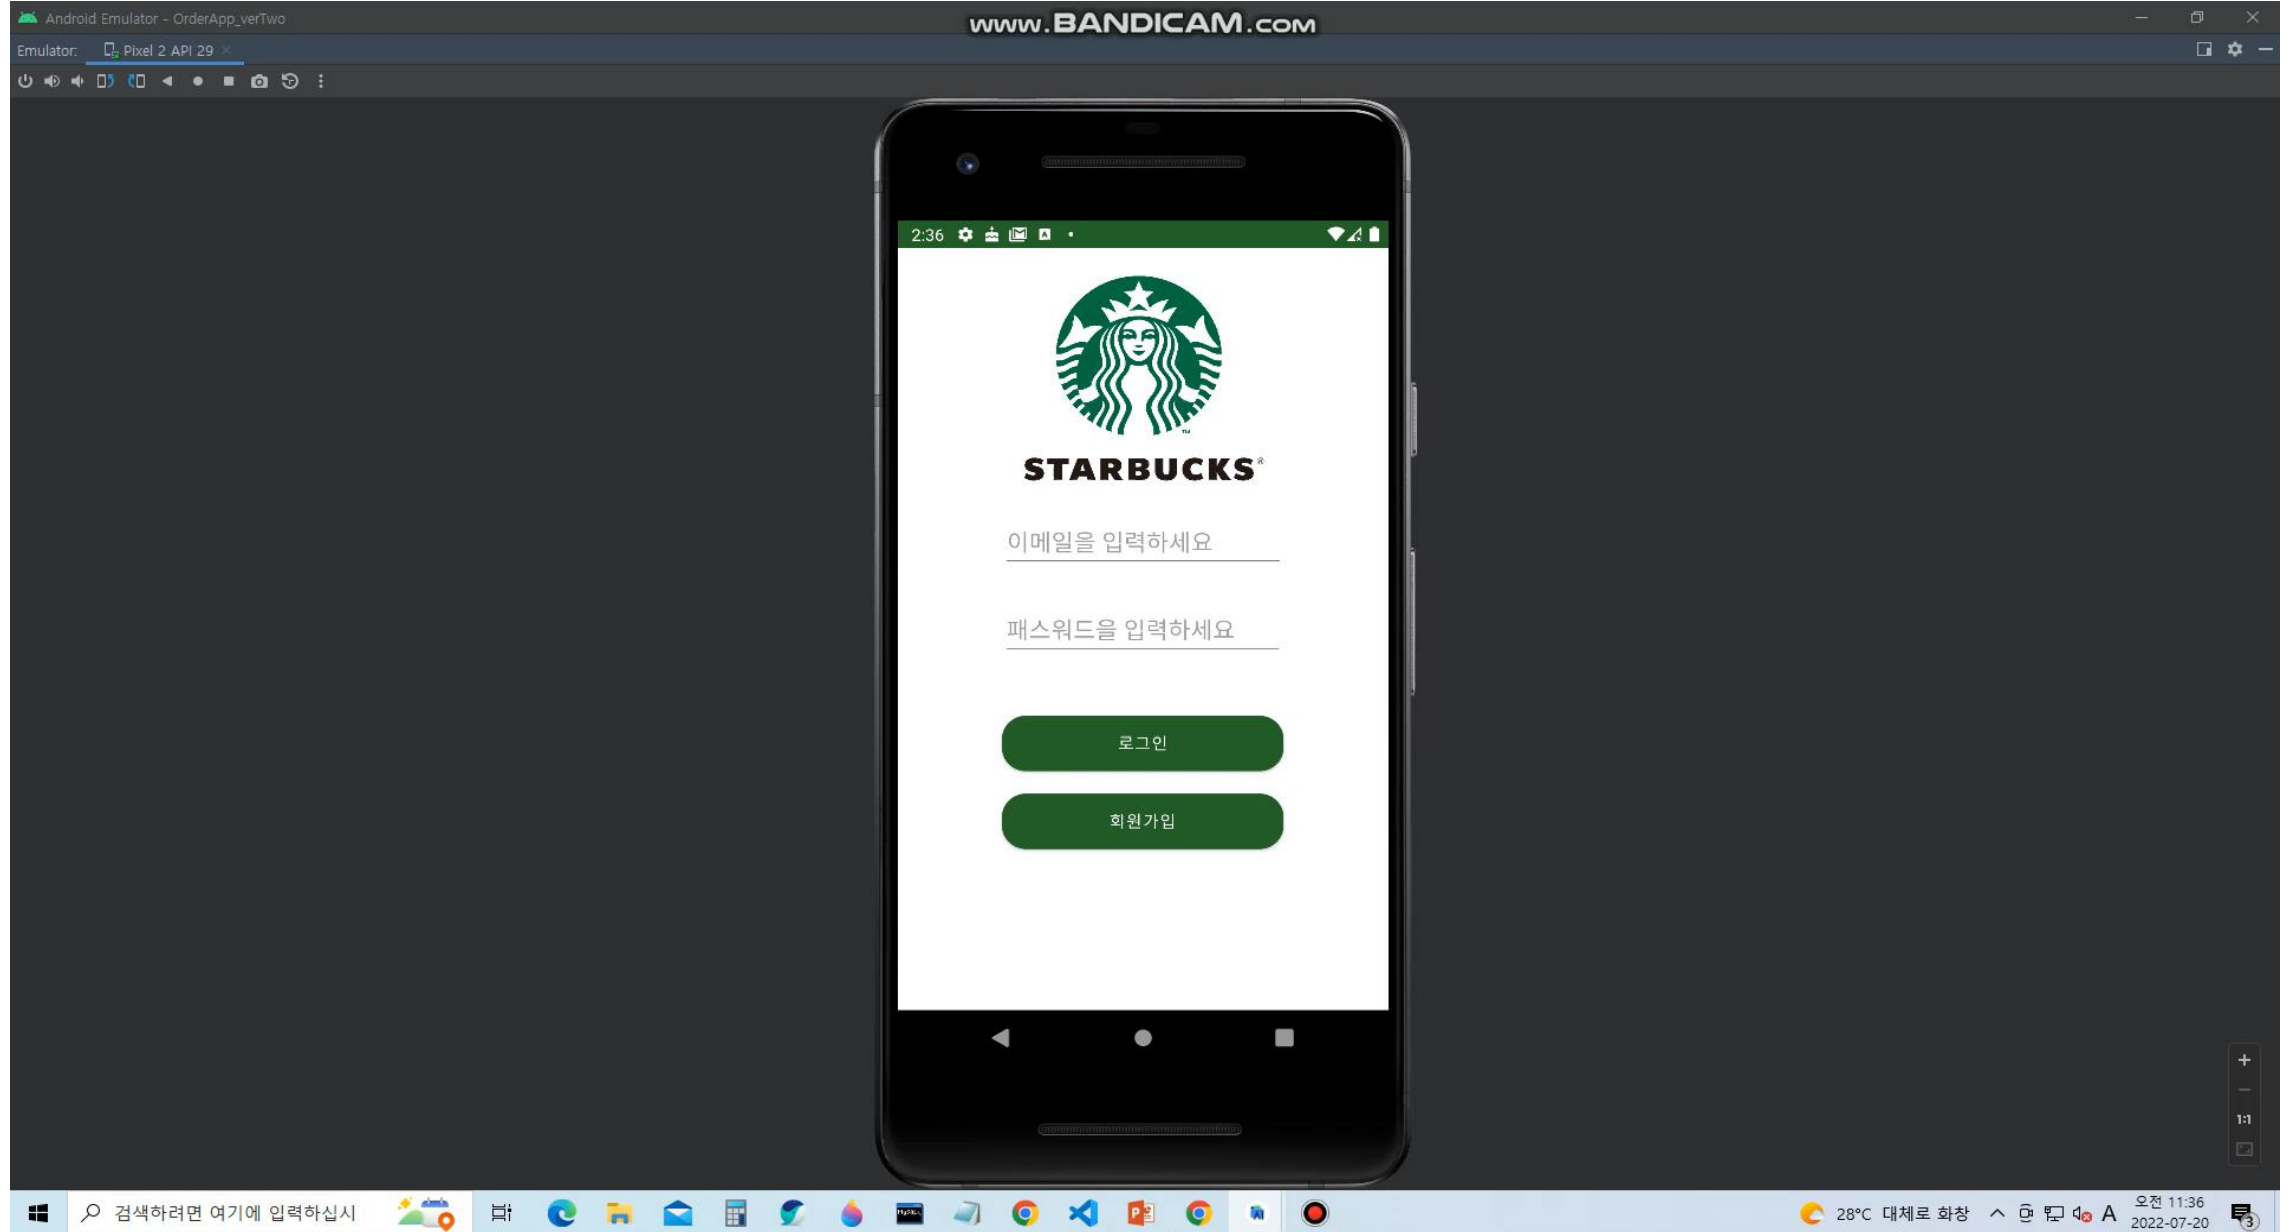 Android Emulator - OrderApp_verTwo
www.BANDICAM.com
Emulator: Pixel 2 API 29
2:36
STARBUCKS®
이메일을 입력하세요
패스워드을 입력하세요
로그인
회원가입
1:1
검색하려면 여기에 입력하십시
28°C 대체로 화창
A
오전 11:36
2022-07-20
3